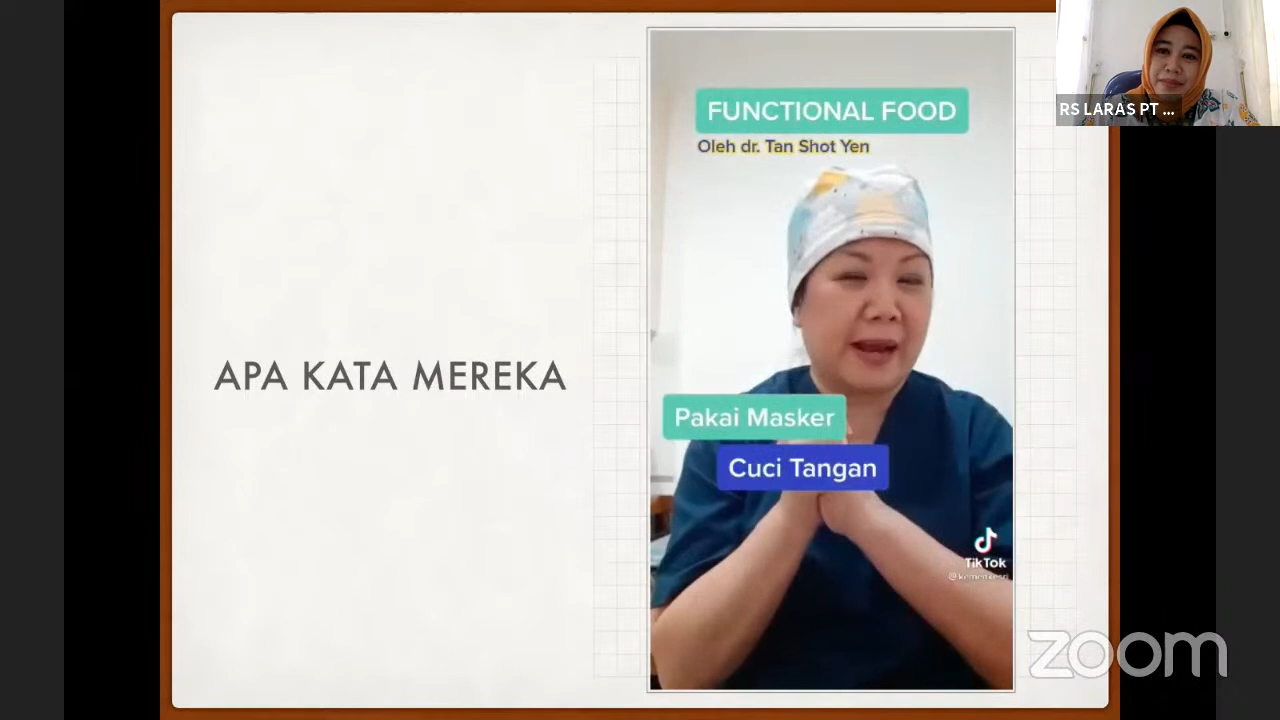 APA KATA MEREKA
FUNCTIONAL FOOD
Oleh dr. Tan Shot Yen
Pakai Masker
Cuci Tangan
TikTok
@kemenkesri
RS LARAS PT ...
zoom